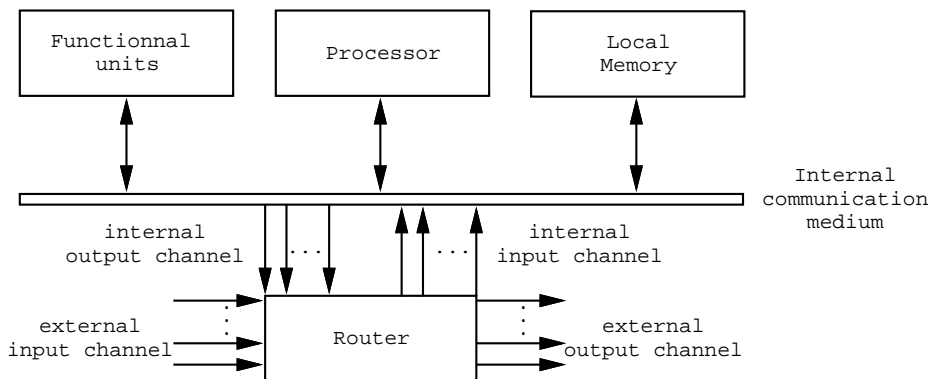 Functionnal
units
Processor
Local
Memory
Internal
communication
medium
internal
output channel
...
...
internal
input channel
external
input channel
Router
external
output channel